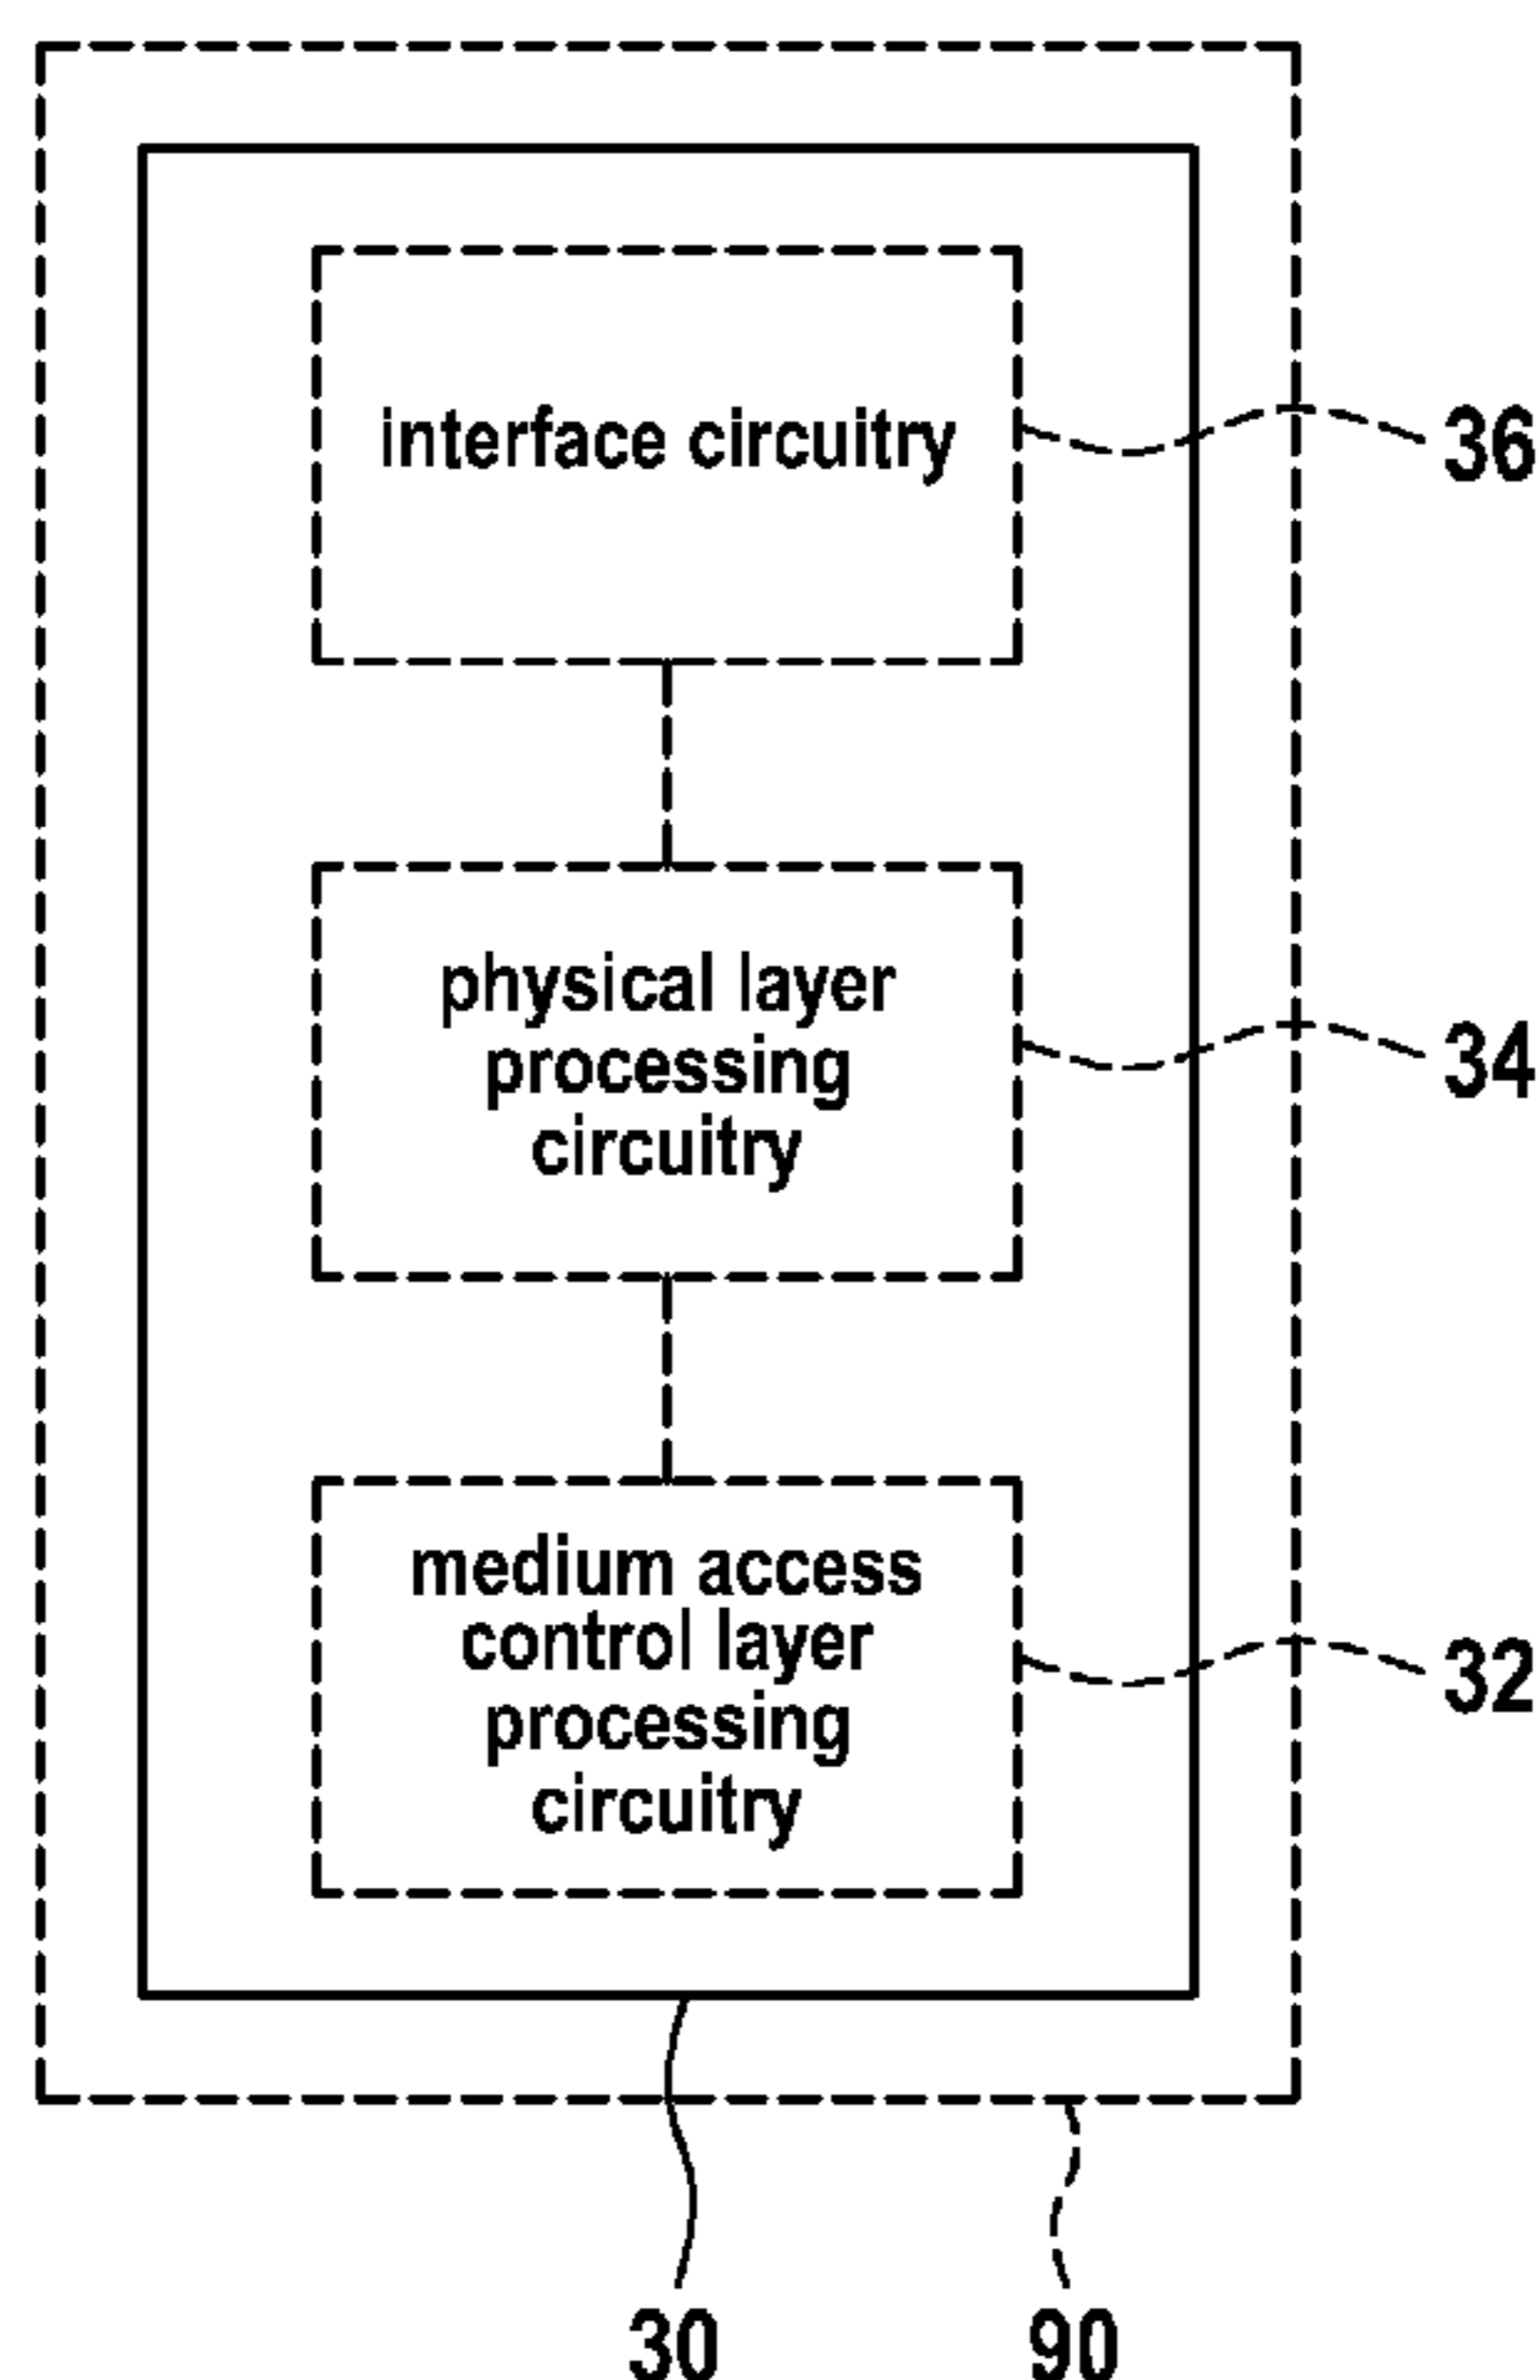 interface circuitry
36
physical layer
processing
circuitry
34
medium access
control layer
processing
circuitry
32
30
90